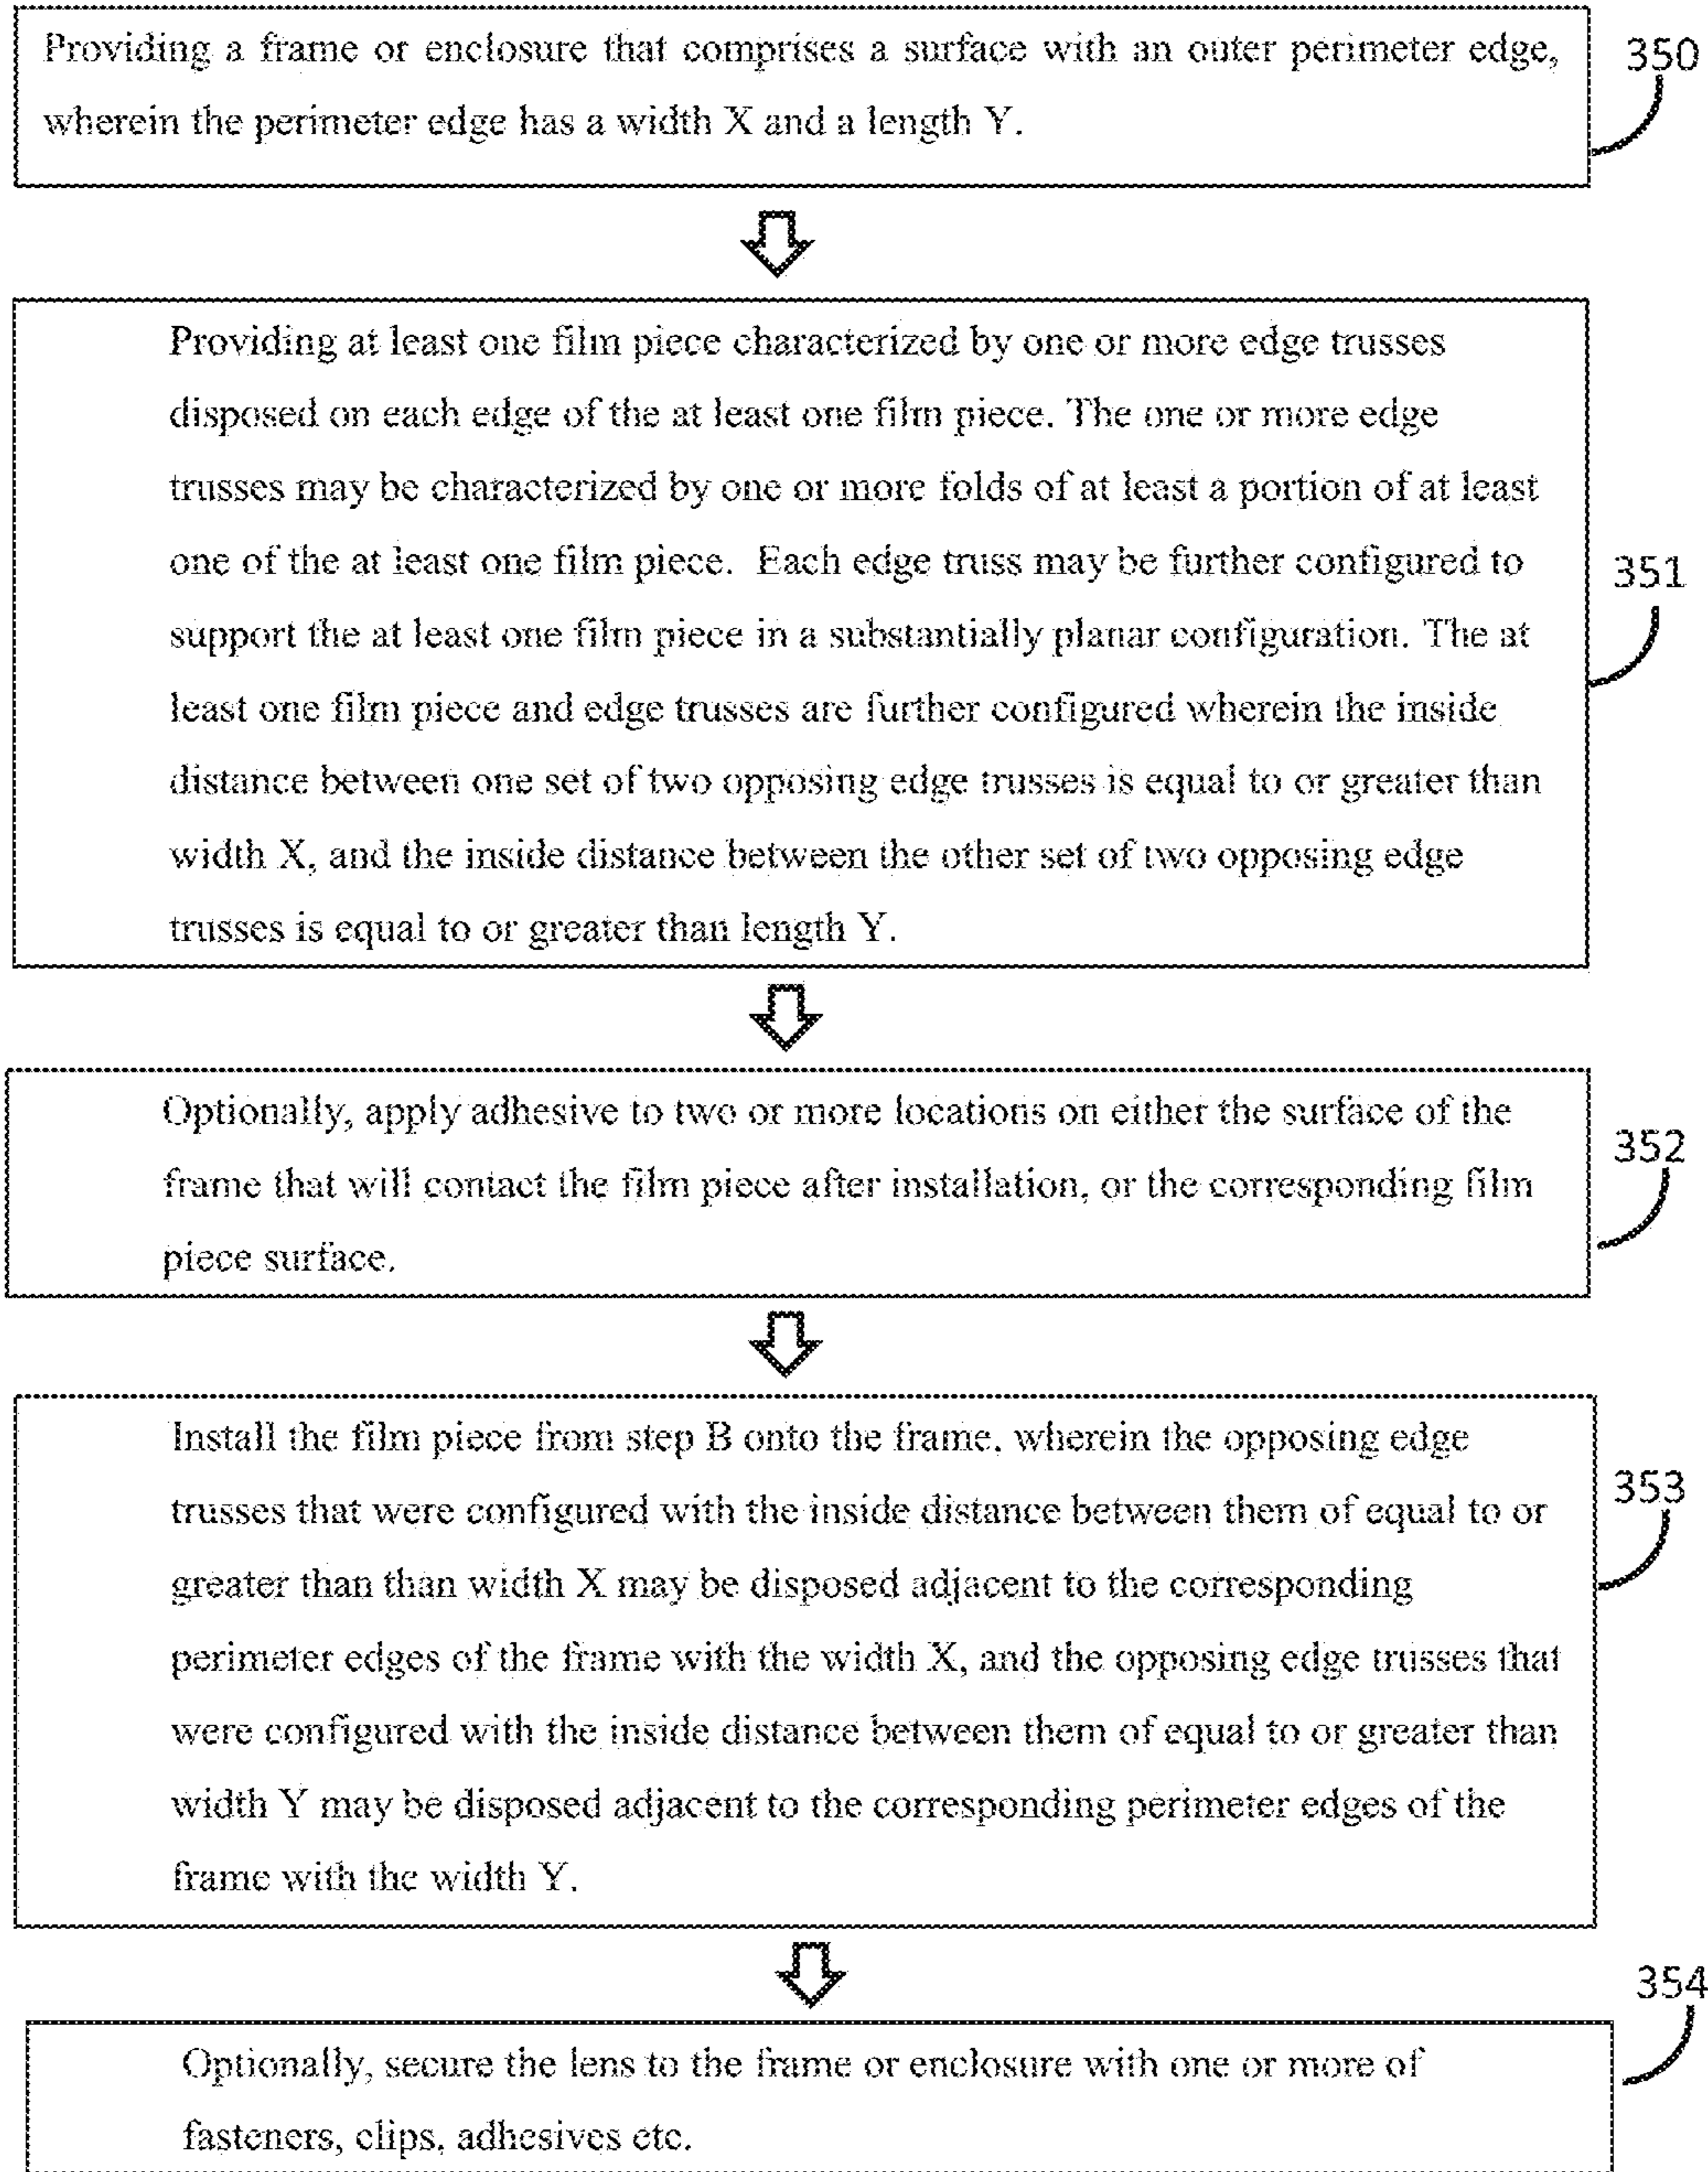 Providing a frame or enclosure that comprises a surface with an outer perimeter edge,
wherein the perimeter edge has a width X and a length Y.
350
Providing at least one film piece characterized by one or more edge trusses
disposed on each edge of the at least one film piece. The one or more edge
trusses may be characterized by one or more folds of at least a portion of at least
one of the at least one film piece. Each edge truss may be further configured to
support the at least one film piece in a substantially planar configuration. The at
least one film piece and edge trusses are further configured wherein the inside
distance between one set of two opposing edge trusses is equal to or greater than
width X, and the inside distance between the other set of two opposing edge
trusses is equal to or greater than length Y.
351
Optionally, apply adhesive to two or more locations on either the surface of the
frame that will contact the film piece after installation, or the corresponding film
piece surface.
352
Install the film piece from step B onto the frame, wherein the opposing edge
trusses that were configured with the inside distance between them of equal to or
greater than than width X may be disposed adjacent to the corresponding
perimeter edges of the frame with the width X, and the opposing edge trusses that
were configured with the inside distance between them of equal to or greater than
width Y may be disposed adjacent to the corresponding perimeter edges of the
frame with the width Y.
353
Optionally, secure the lens to the frame or enclosure with one or more of
fasteners, clips, adhesives etc.
354